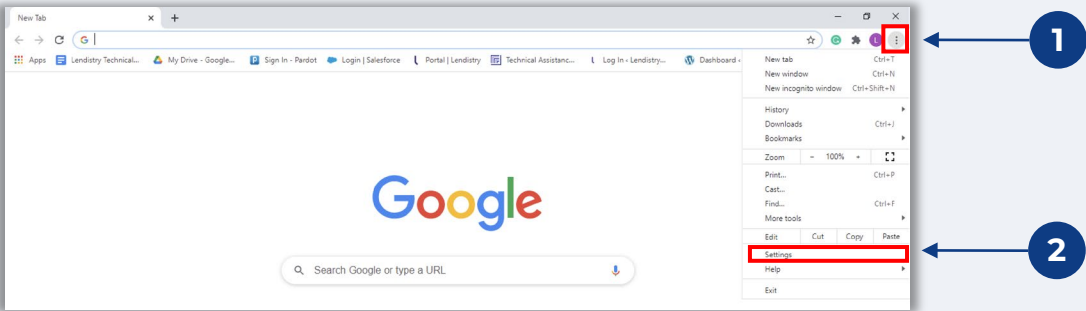 New Tab
1
G
L
Apps Lendistry Technical... My Drive - Google... Sign In - Pardot Login | Salesforce Portal | Lendistry Technical Assistanc... Log In ‹ Lendistry... Dashboard ‹
New tab Ctrl+T
New window Ctrl+N
New incognito window Ctrl+Shift+N
History
Downloads Ctrl+J
Bookmarks
Zoom - 100% +
Print... Ctrl+P
Cast...
Find... Ctrl+F
More tools
Edit Cut Copy Paste
Settings
2
Help
Exit
Google
Search Google or type a URL